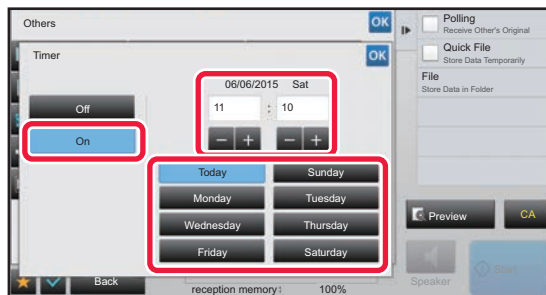 Others
OK
Timer
OK
06/06/2015 Sat
11 : 10
Off
On
Today
Sunday
Monday
Tuesday
Wednesday
Thursday
Friday
Saturday
Back
reception memory: 100%
Polling
Receive Other's Original
Quick File
Store Data Temporarily
File
Store Data in Folder
Preview
CA
Speaker
Start